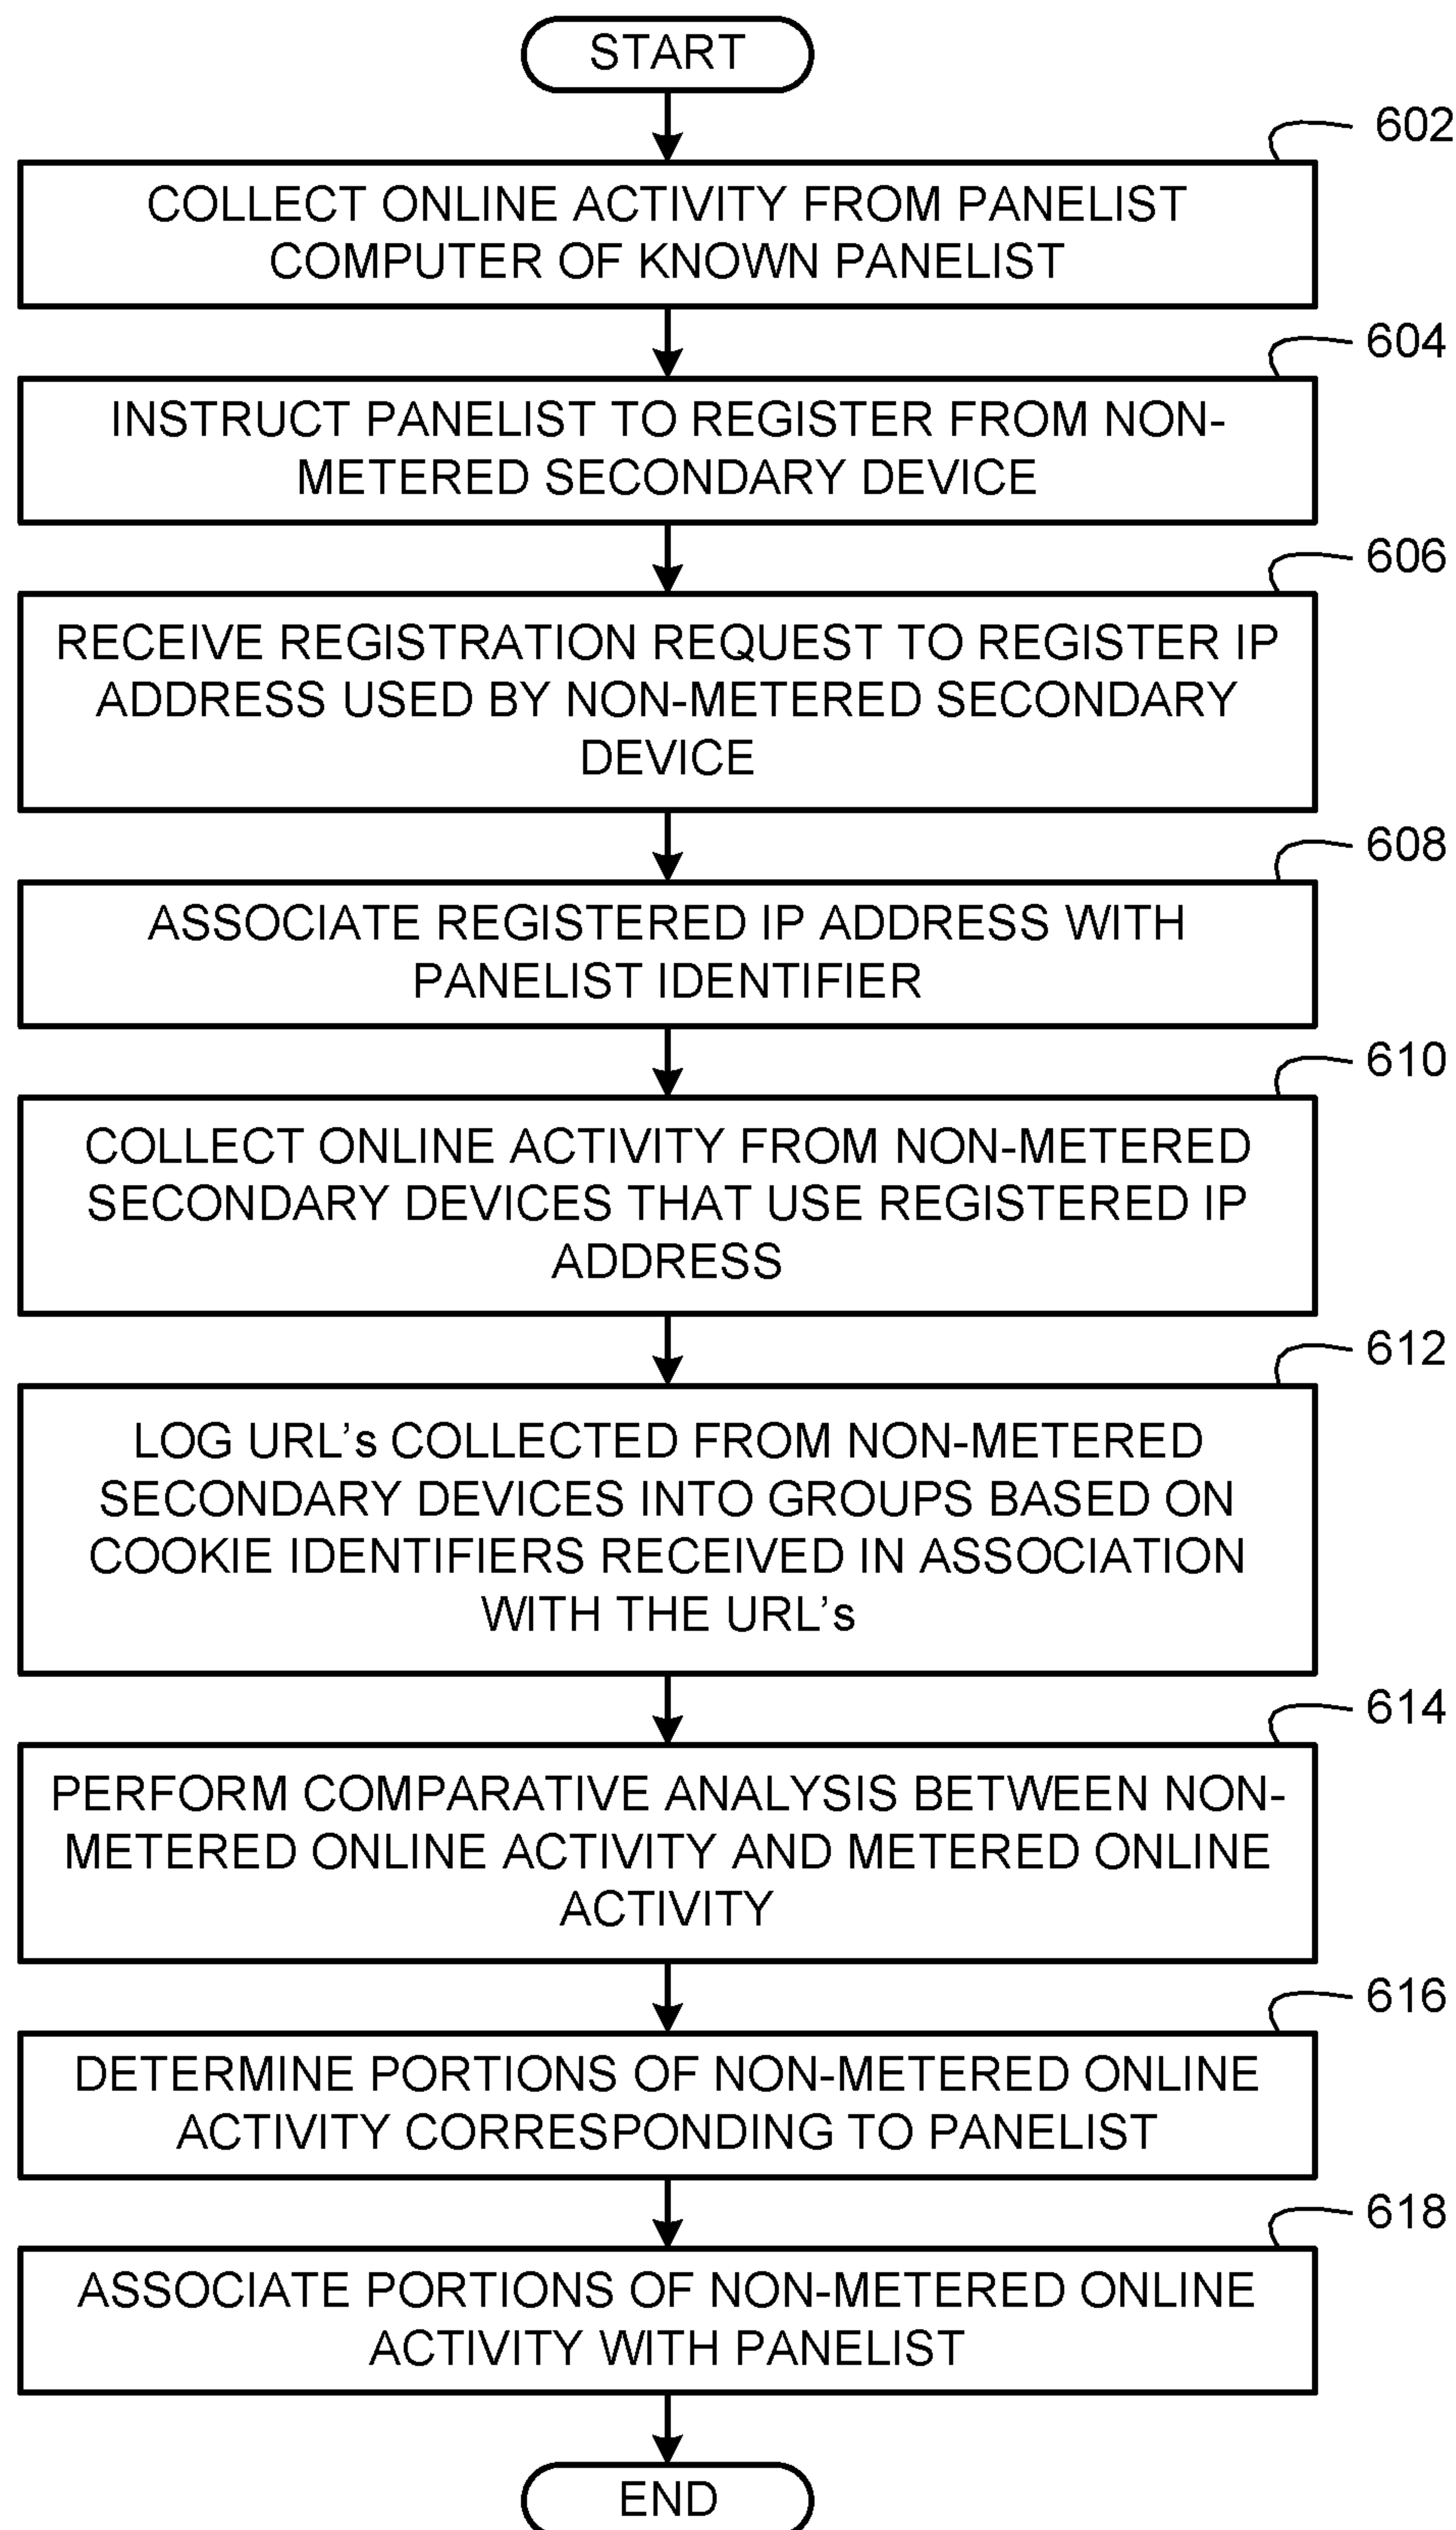 START
602
COLLECT ONLINE ACTIVITY FROM PANELIST
COMPUTER OF KNOWN PANELIST
604
INSTRUCT PANELIST TO REGISTER FROM NON-
METERED SECONDARY DEVICE
606
RECEIVE REGISTRATION REQUEST TO REGISTER IP
ADDRESS USED BY NON-METERED SECONDARY
DEVICE
608
ASSOCIATE REGISTERED IP ADDRESS WITH
PANELIST IDENTIFIER
610
COLLECT ONLINE ACTIVITY FROM NON-METERED
SECONDARY DEVICES THAT USE REGISTERED IP
ADDRESS
612
LOG URL’s COLLECTED FROM NON-METERED
SECONDARY DEVICES INTO GROUPS BASED ON
COOKIE IDENTIFIERS RECEIVED IN ASSOCIATION
WITH THE URL’s
614
PERFORM COMPARATIVE ANALYSIS BETWEEN NON-
METERED ONLINE ACTIVITY AND METERED ONLINE
ACTIVITY
616
DETERMINE PORTIONS OF NON-METERED ONLINE
ACTIVITY CORRESPONDING TO PANELIST
618
ASSOCIATE PORTIONS OF NON-METERED ONLINE
ACTIVITY WITH PANELIST
END